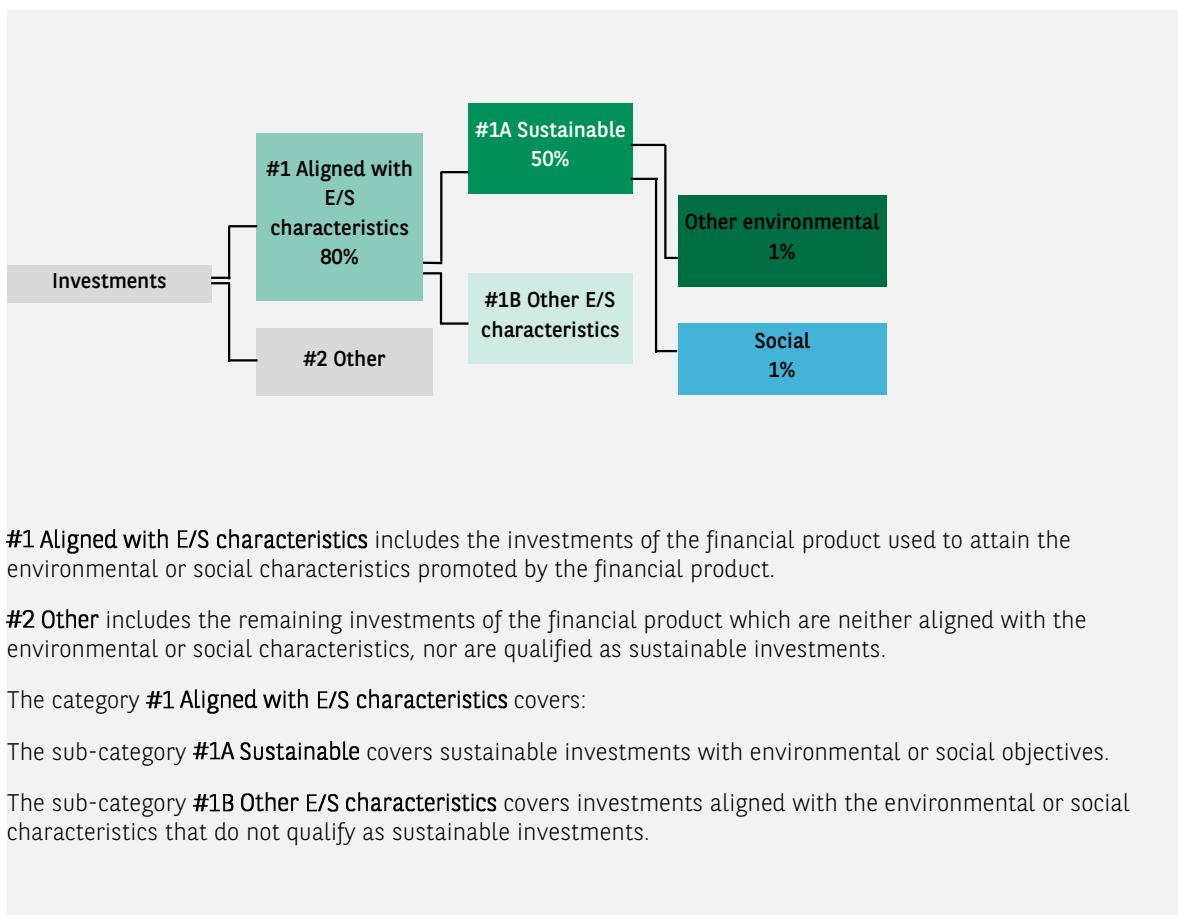 #1A Sustainable
50%
#1 Aligned with
E/S
characteristics
80%
Other environmental
1%
Investments
#1B Other E/S
characteristics
Social
1%
#2 Other
#1 Aligned with E/S characteristics includes the investments of the financial product used to attain the
environmental or social characteristics promoted by the financial product.
#2 Other includes the remaining investments of the financial product which are neither aligned with the
environmental or social characteristics, nor are qualified as sustainable investments.
The category #1 Aligned with E/S characteristics covers:
The sub-category #1A Sustainable covers sustainable investments with environmental or social objectives.
The sub-category #1B Other E/S characteristics covers investments aligned with the environmental or social
characteristics that do not qualify as sustainable investments.